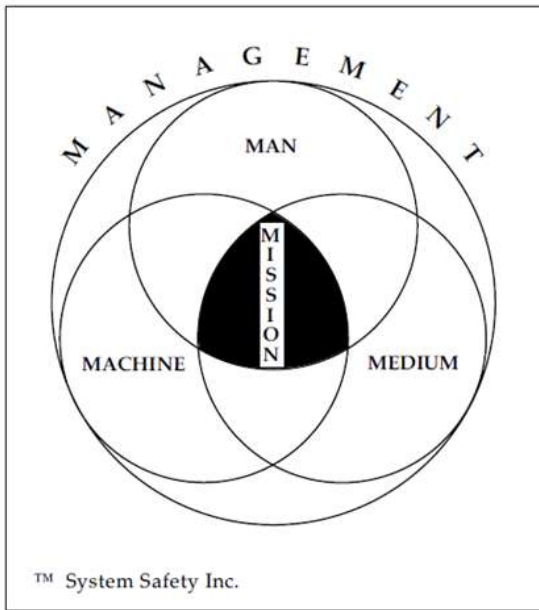 MANAGEMENT
MAN
MISSION
MACHINE
MEDIUM
™ System Safety Inc.